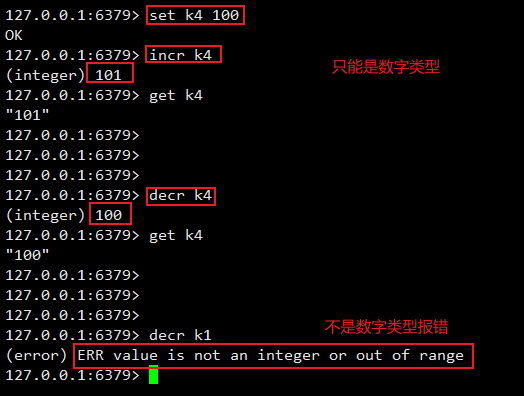 127.0.0.1:6379> set k4 100
OK
127.0.0.1:6379> incr k4
(integer) 101
只能是数字类型
127.0.0.1:6379> get k4
"101"
127.0.0.1:6379>
127.0.0.1:6379>
127.0.0.1:6379>
127.0.0.1:6379> decr k4
(integer) 100
127.0.0.1:6379> get k4
"100"
127.0.0.1:6379>
127.0.0.1:6379>
127.0.0.1:6379>
127.0.0.1:6379> decr k1
不是数字类型报错
(error) ERR value is not an integer or out of range
127.0.0.1:6379>